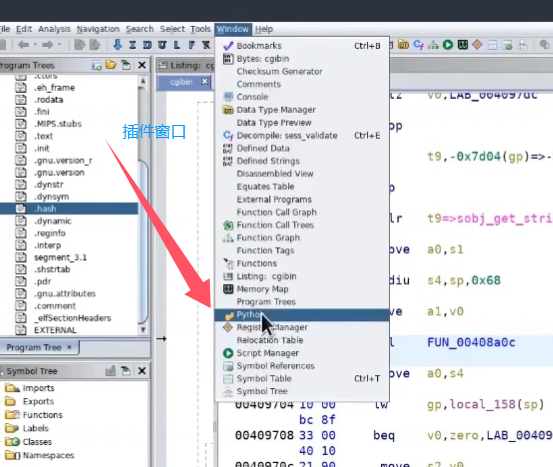 File Edit Analysis Navigation Search Select Tools Window Help
Program Trees
.ctors
.eh_frame
.rodata
.fini
.MIPS.stubs
.text
.init
.gnu.version_r
.gnu.version
.dynstr
.dynsym
.hash
.dynamic
.reginfo
.interp
segment_3.1
.shstrtab
.pdr
.gnu.attributes
.comment
_elfSectionHeaders
EXTERNAL
Program Tree ×
Symbol Tree
Imports
Exports
Functions
Labels
Classes
Namespaces
插件窗口
Bookmarks Ctrl+B
Bytes: cgibin
Checksum Generator
Comments
Console
Data Type Manager
Data Type Preview
Decompile: sess_validate Ctrl+E
Defined Data
Defined Strings
Disassembled View
Equates Table
External Programs
Function Call Graph
Function Call Trees
Function Graph
Function Tags
Functions
Listing: cgibin
Memory Map
Program Trees
Python
Register Manager
Relocation Table
Script Manager
Symbol References
Symbol Table Ctrl+T
Symbol Tree
Listing:
cgibin
v0,LAB_004097dc
t9,-0x7d04(gp)=>-
t9=>sobj_get_stri
a0,s1
s4,sp,0x68
a1,v0
FUN_00408a0c
a0,s4
00409704 10 00 lw gp,local_158(sp)
bc 8f
00409708 33 00 beq v0,zero,LAB_0040
40 10
0040970c 21 90 move s2,v0